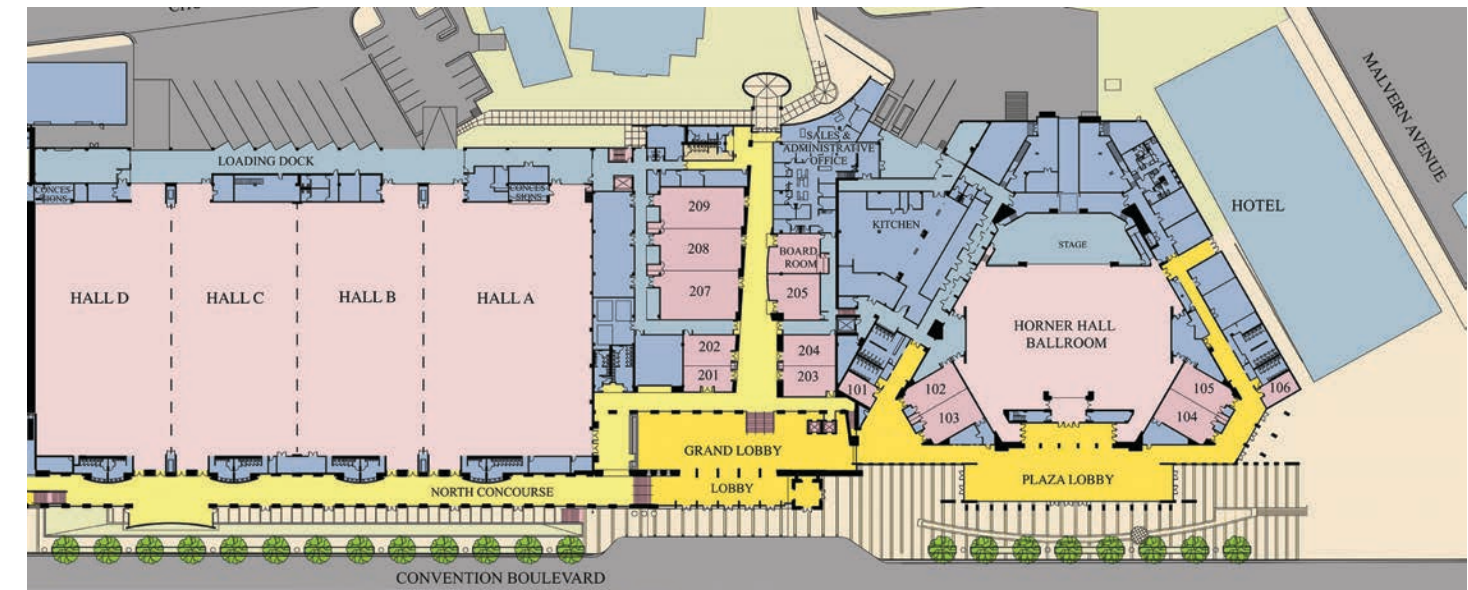 CHU
MALVERN AVENUE
LOADING DOCK
SALES &
ADMINISTRATIVE
OFFICE
CONCES
SIONS
CONCES
SIONS
209
208
207
BOARD
ROOM
205
KITCHEN
STAGE
HOTEL
HALL D
HALL C
HALL B
HALL A
HORNER HALL
BALLROOM
202
201
204
203
101
102
103
105
104
106
GRAND LOBBY
LOBBY
NORTH CONCOURSE
PLAZA LOBBY
CONVENTION BOULEVARD